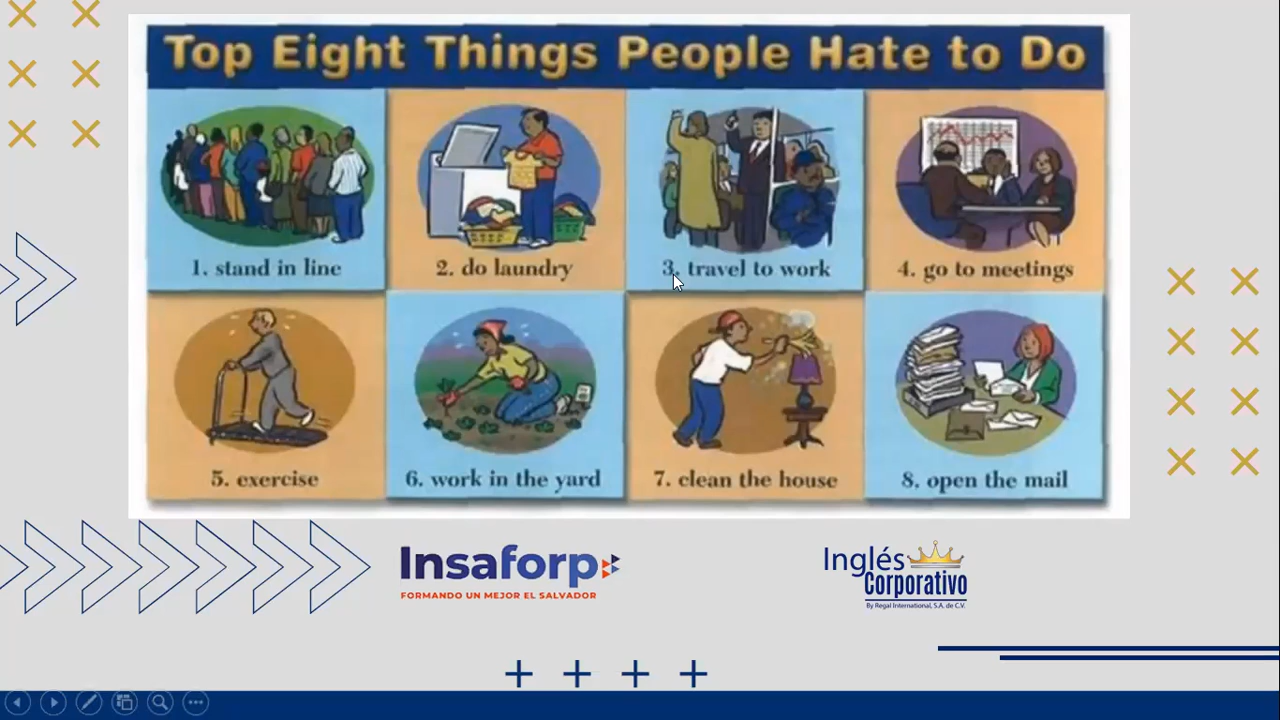 Top Eight Things People Hate to Do
1. stand in line
2. do laundry
3. travel to work
4. go to meetings
5. exercise
6. work in the yard
7. clean the house
8. open the mail
Insaforp
FORMANDO UN MEJOR EL SALVADOR
Inglés
Corporativo
By Regal International, S.A. de C.V.